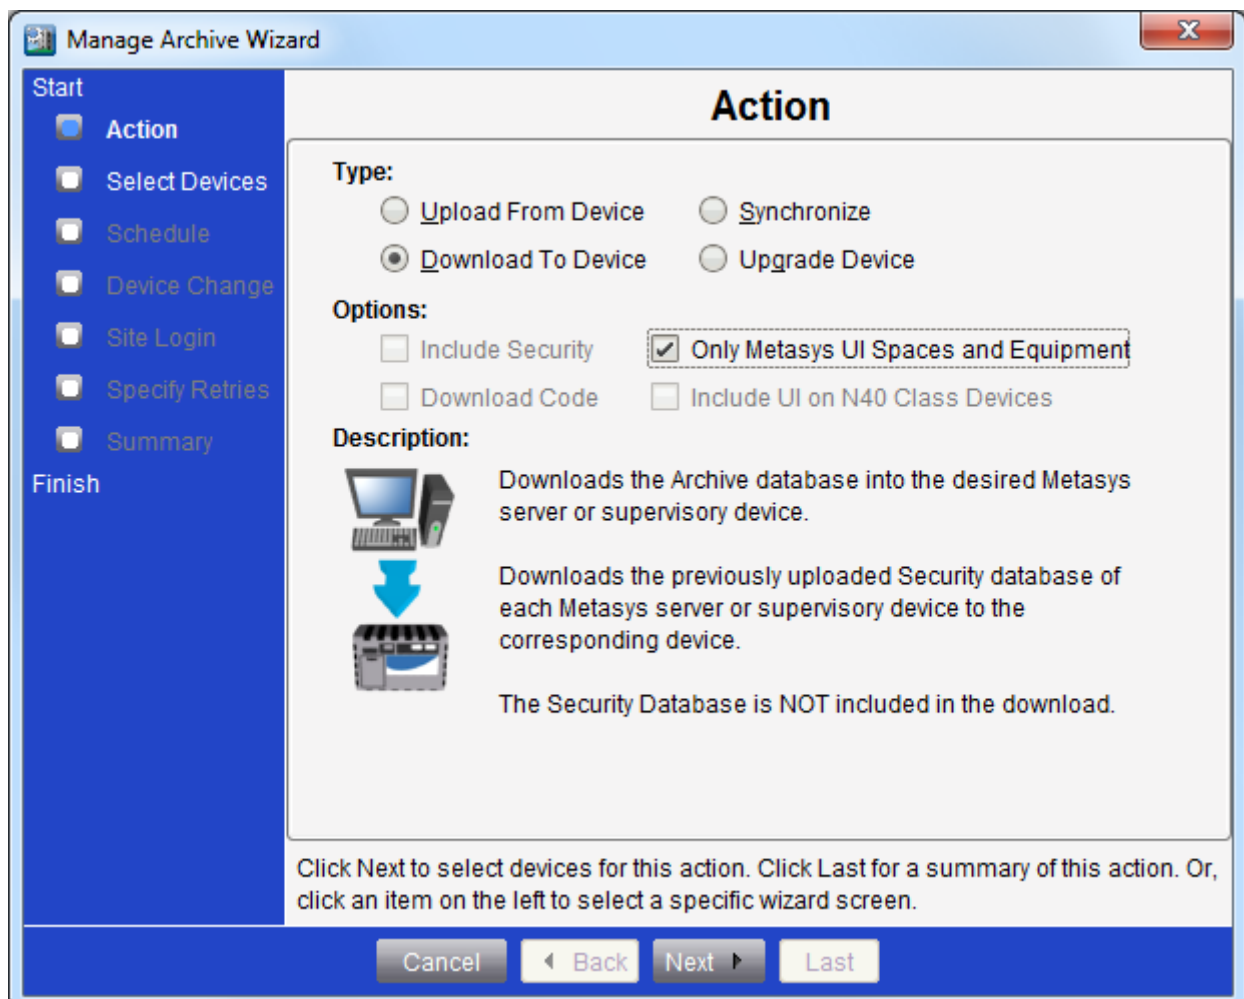 Manage Archive Wizard
X
Start
Action
Select Devices
Schedule
Device Change
Site Login
Specify Retries
Summary
Finish
Action
Type:
Upload From Device
Synchronize
Download To Device
Upgrade Device
Options:
Include Security
Only Metasys UI Spaces and Equipment
Download Code
Include UI on N40 Class Devices
Description:
Downloads the Archive database into the desired Metasys
server or supervisory device.
Downloads the previously uploaded Security database of
each Metasys server or supervisory device to the
corresponding device.
The Security Database is NOT included in the download.
Click Next to select devices for this action. Click Last for a summary of this action. Or,
click an item on the left to select a specific wizard screen.
Cancel
Back
Next
Last